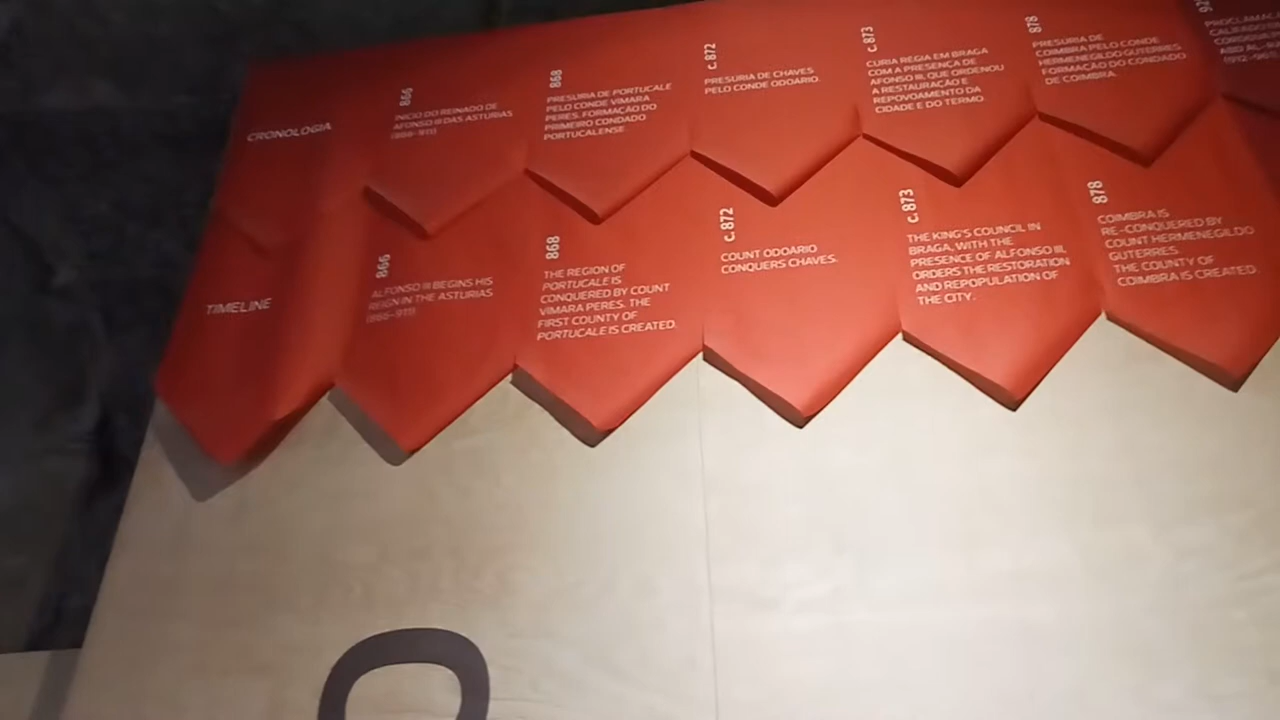 CRONOLOGIA
866
INÍCIO DO REINADO DE
AFONSO III DAS ASTÚRIAS
(866-911)
868
PRESÚRIA DE PORTUCALE
PELO CONDE VÍMARA
PERES. FORMAÇÃO DO
PRIMEIRO CONDADO
PORTUCALENSE.
c. 872
PRESÚRIA DE CHAVES
PELO CONDE ODOÁRIO.
c. 873
CÚRIA RÉGIA EM BRAGA
COM A PRESENÇA DE
AFONSO III, QUE ORDENOU
A RESTAURAÇÃO E
REPOVOAMENTO DA
CIDADE E DO TERMO.
878
PRESÚRIA DE
COIMBRA PELO CONDE
HERMENEGILDO GUTERRES.
FORMAÇÃO DO CONDADO
DE COIMBRA.
TIMELINE
866
ALFONSO III BEGINS HIS
REIGN IN THE ASTURIAS
(866-911)
868
THE REGION OF
PORTUCALE IS
CONQUERED BY COUNT
VÍMARA PERES. THE
FIRST COUNTY OF
PORTUCALE IS CREATED.
c. 872
COUNT ODOÁRIO
CONQUERS CHAVES.
c. 873
THE KING'S COUNCIL IN
BRAGA, WITH THE
PRESENCE OF ALFONSO III,
ORDERS THE RESTORATION
AND REPOPULATION OF
THE CITY.
878
COIMBRA IS
RE-CONQUERED BY
COUNT HERMENEGILDO
GUTERRES.
THE COUNTY OF
COIMBRA IS CREATED.